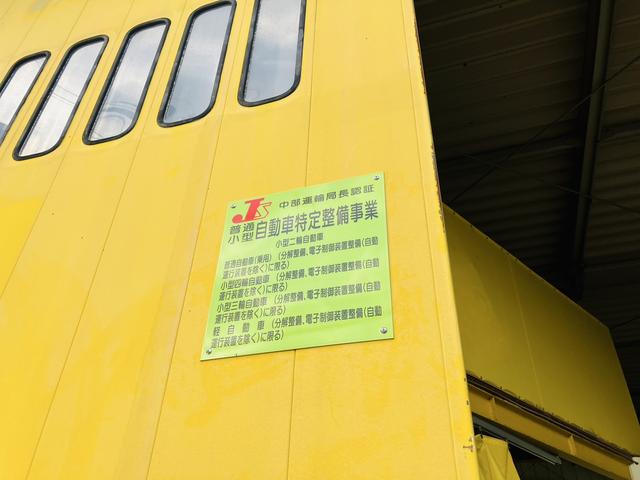 JS 中部運輸局長認証
普通
小型 自動車特定整備事業
小型二輪自動車
普通自動車(乗用)(分解整備、電子制御装置整備(自動
運行装置を除く)に限る)
小型四輪自動車(分解整備、電子制御装置整備(自動
運行装置を除く)に限る)
小型三輪自動車(分解整備、電子制御装置整備(自動
運行装置を除く)に限る)
軽自動車(分解整備、電子制御装置整備(自動
運行装置を除く)に限る)